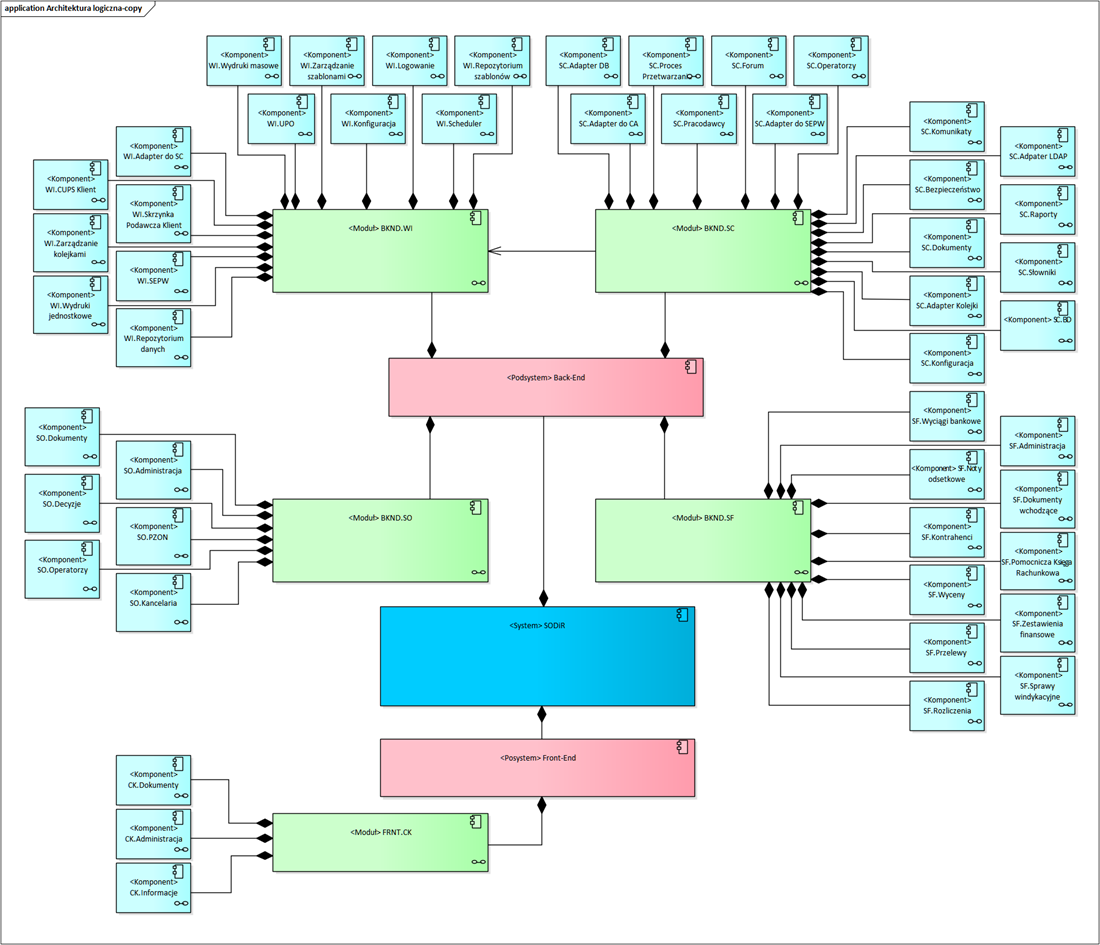 application Architektura logiczna-copy
«Komponent»
WI.Wydruki masowe
«Komponent»
WI.Zarządzanie
szablonami
«Komponent»
WI.Logowanie
«Komponent»
WI.Repozytorium
szablonów
«Komponent»
SC.Adapter DB
«Komponent»
SC.Proces
Przetwarzania
«Komponent»
SC.Forum
«Komponent»
SC.Operatorzy
«Komponent»
WI.UPO
«Komponent»
WI.Konfiguracja
«Komponent»
WI.Scheduler
«Komponent»
SC.Adapter do CA
«Komponent»
SC.Pracodawcy
«Komponent»
SC.Adapter do SEPW
«Komponent»
WI.Adapter do SC
«Komponent»
WI.CUPS Klient
«Komponent»
WI.Skrzynka
Podawcza Klient
«Komponent»
WI.Zarządzanie
kolejkami
«Komponent»
WI.SEPW
«Komponent»
WI.Wydruki
jednostkowe
«Komponent»
WI.Repozytorium
danych
«Moduł» BKND.WI
«Moduł» BKND.SC
«Komponent»
SC.Komunikaty
«Komponent»
SC.Adpater LDAP
«Komponent»
SC.Bezpieczeństwo
«Komponent»
SC.Raporty
«Komponent»
SC.Dokumenty
«Komponent»
SC.Słowniki
«Komponent»
SC.Adapter Kolejki
«Komponent» SC.BO
«Komponent»
SC.Konfiguracja
«Podsystem» Back-End
«Komponent»
SO.Dokumenty
«Komponent»
SO.Administracja
«Komponent»
SO.Decyzje
«Komponent»
SO.PZON
«Komponent»
SO.Operatorzy
«Komponent»
SO.Kancelaria
«Moduł» BKND.SO
«Moduł» BKND.SF
«Komponent»
SF.Wyciągi bankowe
«Komponent»
SF.Administracja
«Komponent» SF.Noty
odsetkowe
«Komponent»
SF.Dokumenty
wchodzące
«Komponent»
SF.Kontrahenci
«Komponent»
SF.Pomocnicza Księga
Rachunkowa
«Komponent»
SF.Wyceny
«Komponent»
SF.Zestawienia
finansowe
«Komponent»
SF.Przelewy
«Komponent»
SF.Sprawy
windykacyjne
«Komponent»
SF.Rozliczenia
«System» SODiR
«Posystem» Front-End
«Komponent»
CK.Dokumenty
«Komponent»
CK.Administracja
«Komponent»
CK.Informacje
«Moduł» FRNT.CK